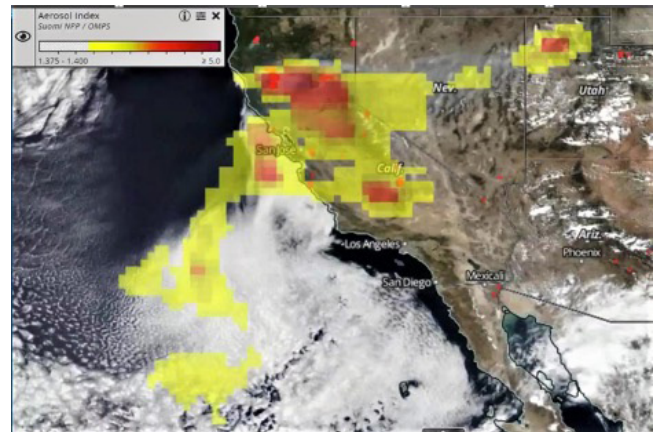 Aerosol Index
Suomi NPP / OMPS
1.375 - 1.400
≥ 5.0
Nev.
Utah
San Jose
Calif.
Los Angeles
Ariz.
Phoenix
San Diego
Mexicali